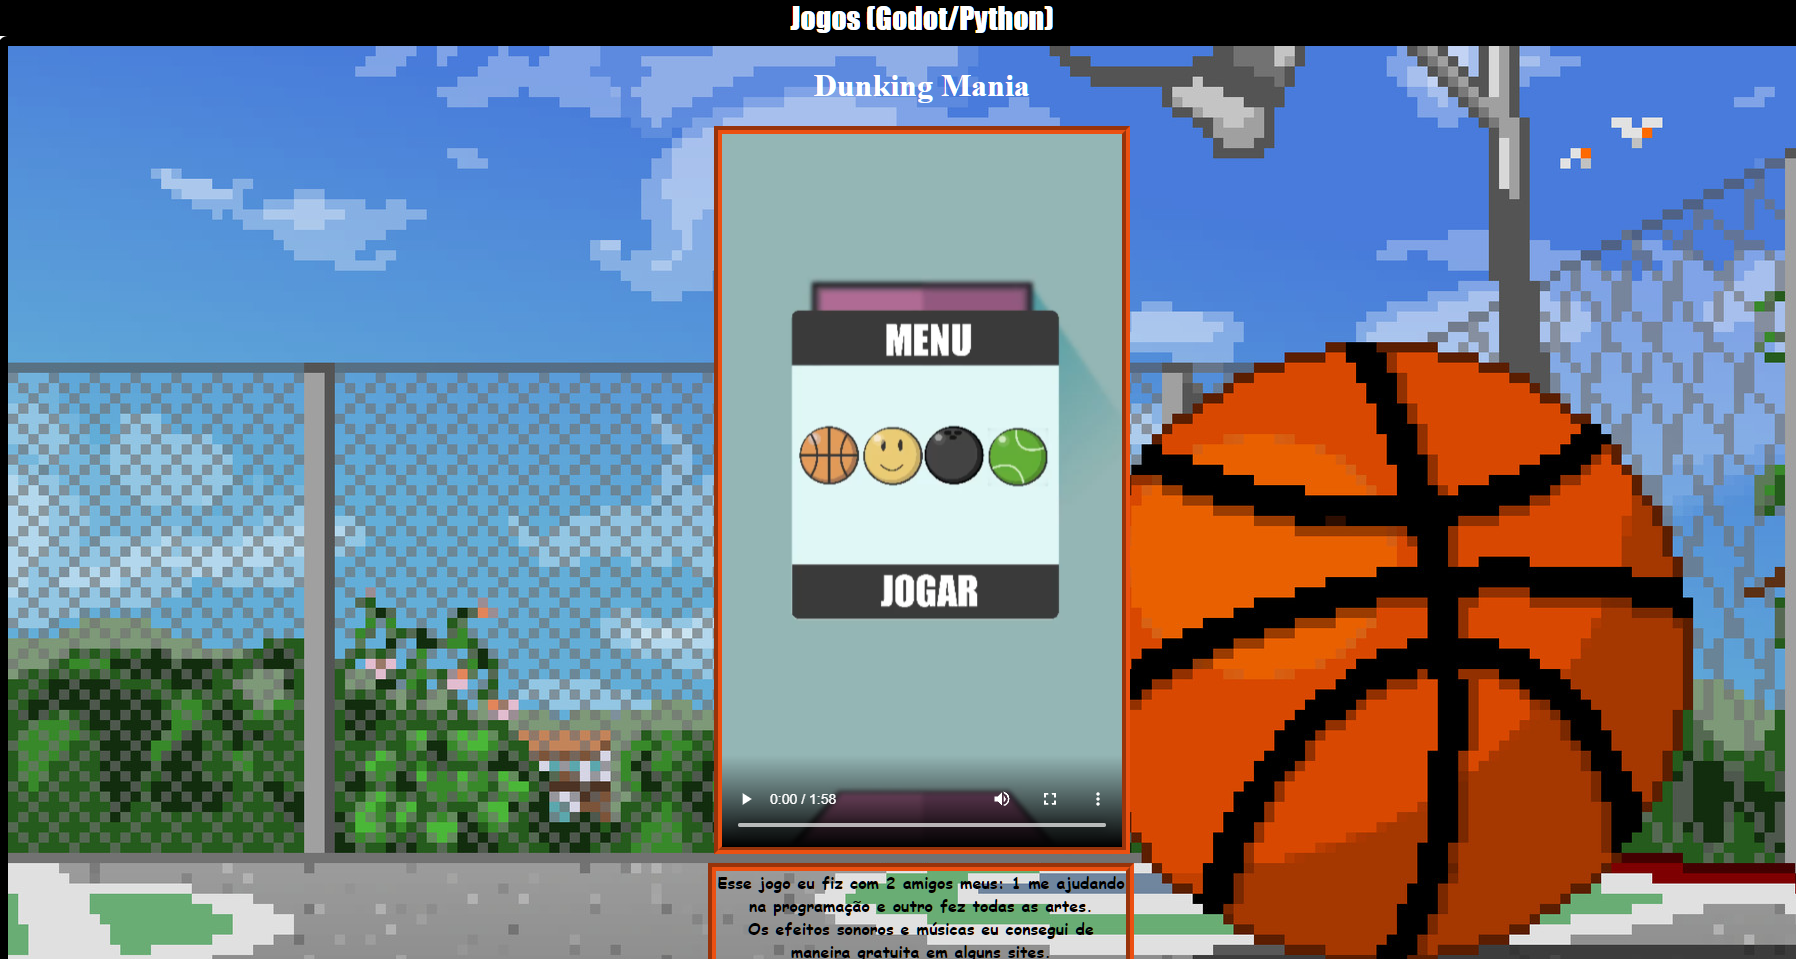 Jogos (Godot/Python)
Dunking Mania
MENU
JOGAR
0:00 / 1:58
Esse jogo eu fiz com 2 amigos meus: 1 me ajudando
na programação e outro fez todas as artes.
Os efeitos sonoros e músicas eu consegui de
maneira gratuita em alguns sites.